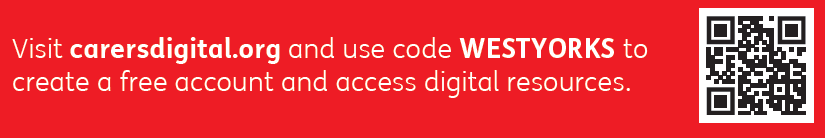 Visit carersdigital.org and use code WESTYORKS to
create a free account and access digital resources.